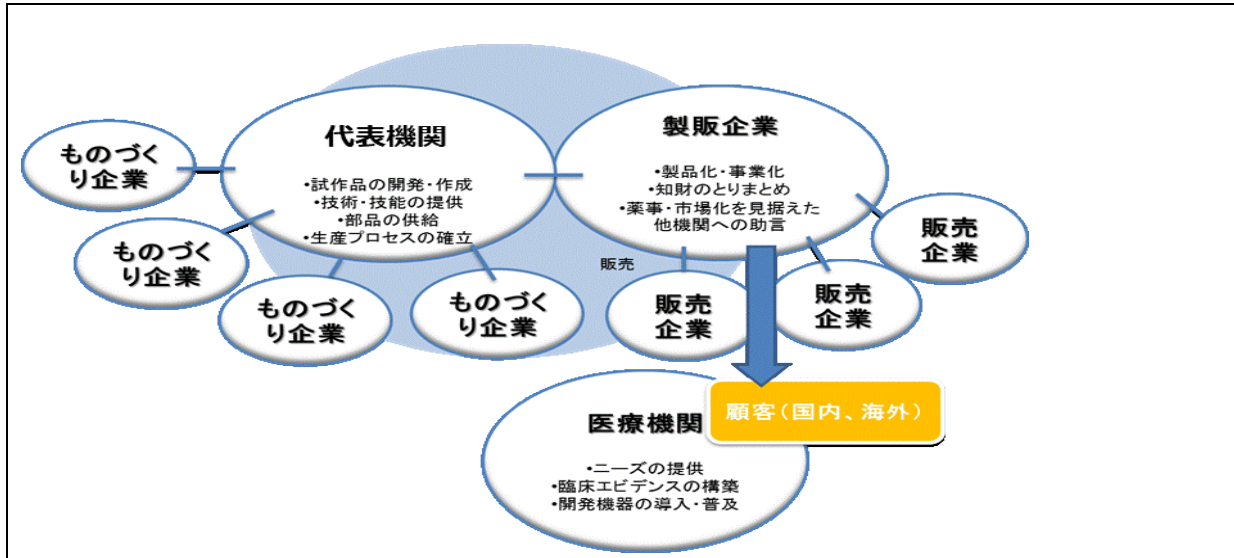 代表機関
・試作品の開発・作成
・技術・技能の提供
・部品の供給
・生産プロセスの確立
製販企業
・製品化・事業化
・知財のとりまとめ
・薬事・市場化を見据えた
他機関への助言
ものづく
り企業
ものづく
り企業
ものづく
り企業
ものづく
り企業
販売
販売
企業
販売
企業
販売
企業
顧客（国内、海外）
医療機関
・ニーズの提供
・臨床エビデンスの構築
・開発機器の導入・普及